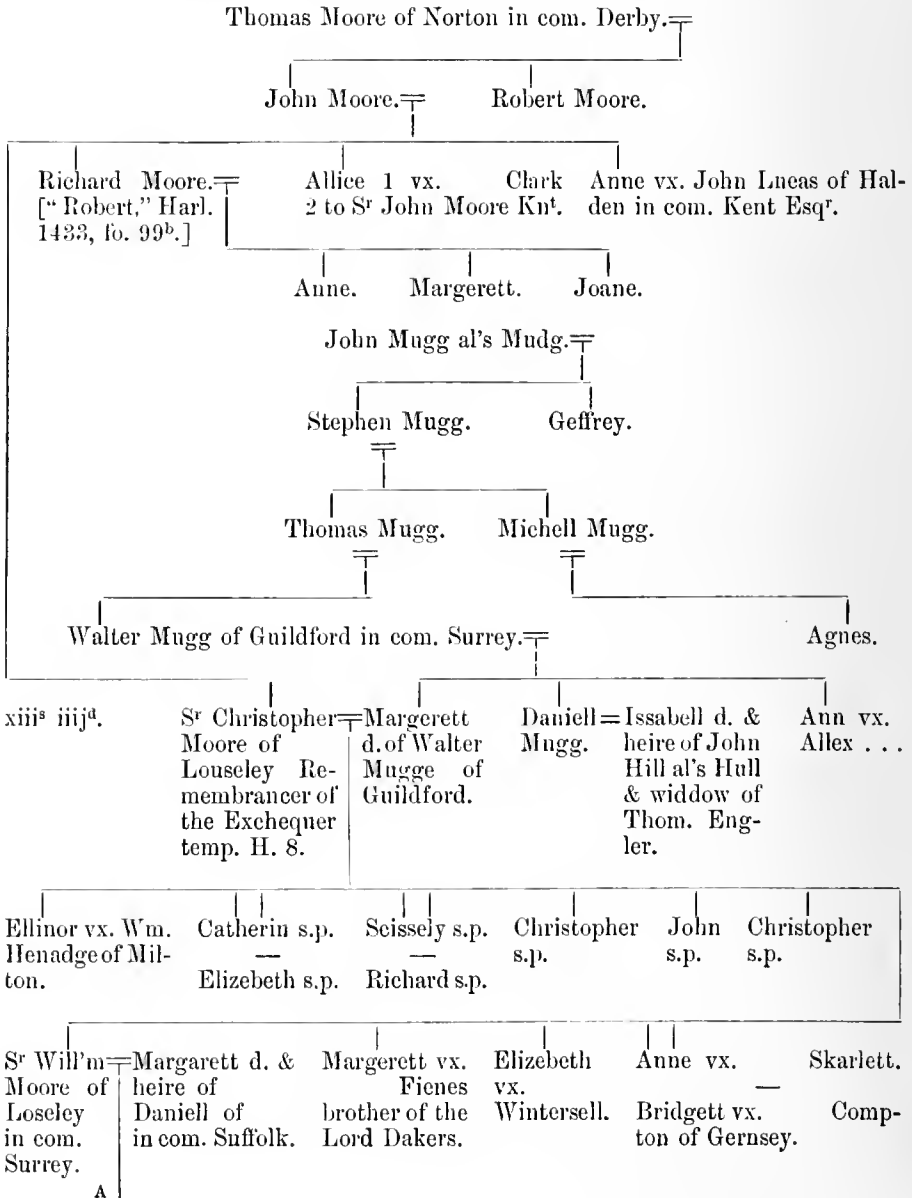 Thomas Moore of Norton in com. Derby.
John Moore. Robert Moore.
Richard Moore. Allice 1 vx. Clark Anne vx. John Lucas of Hal-
["Robert," Harl. 2 to Sʳ John Moore Knᵗ. den in com. Kent Esqʳ.
1433, fo. 99ᵇ.]
Anne. Margerett. Joane.
John Mugg al's Mudg.
Stephen Mugg. Geffrey.
Thomas Mugg. Michell Mugg.
Walter Mugg of Guildford in com. Surrey. Agnes.
xiiiˢ iiijᵈ. Sʳ Christopher Margerett Daniell = Issabell d. & Ann vx.
Moore of d. of Walter Mugg. heire of John Allex . . .
Louseley Re- Mugge of Hill al's Hull
membrancer of Guildford. & widdow of
the Exchequer Thom. Eng-
temp. H. 8. ler.
Ellinor vx. Wm. Catherin s.p. Scissely s.p. Christopher John Christopher
Henadge of Mil- — — s.p. s.p. s.p.
ton. Elizebeth s.p. Richard s.p.
Sʳ Will'm Margarett d. & Margerett vx. Elizebeth Anne vx. Skarlett.
Moore of heire of Fienes vx. —
Loseley Daniell of brother of the Wintersell. Bridgett vx. Comp-
in com. in com. Suffolk. Lord Dakers. ton of Gernsey.
Surrey.
A